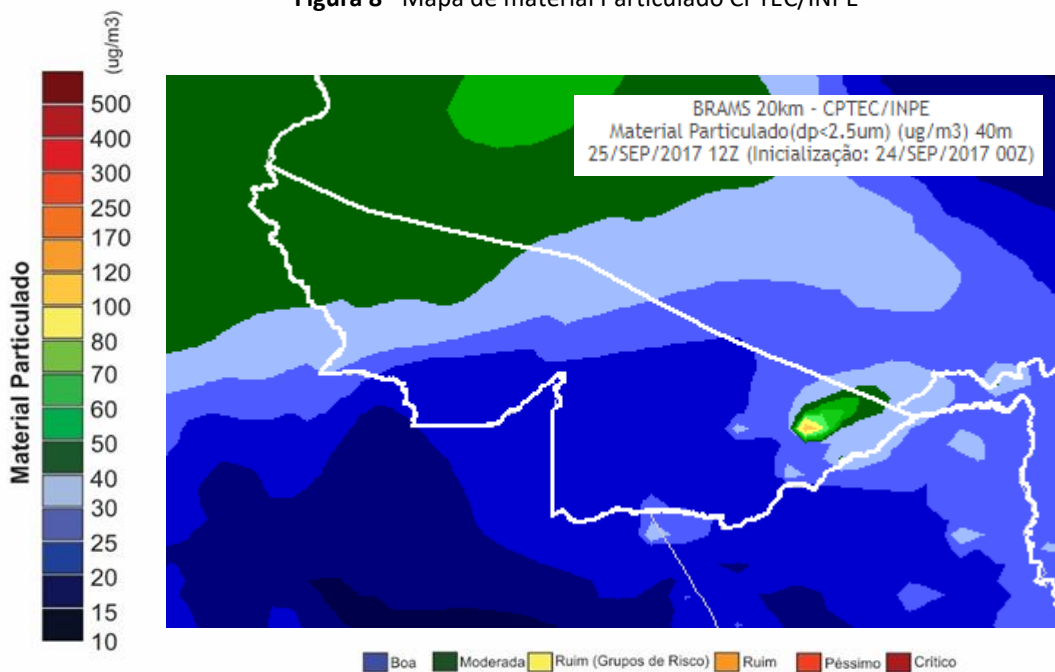 Figura 8 - Mapa de material Particulado CPTEC/INPE
(ug/m3)
500
400
300
250
170
120
100
80
70
60
50
40
30
25
20
15
10
Material Particulado
BRAMS 20km - CPTEC/INPE
Material Particulado(dp<2.5um) (ug/m3) 40m
25/SEP/2017 12Z (Inicialização: 24/SEP/2017 00Z)
Boa Moderada Ruim (Grupos de Risco) Ruim Péssimo Crítico